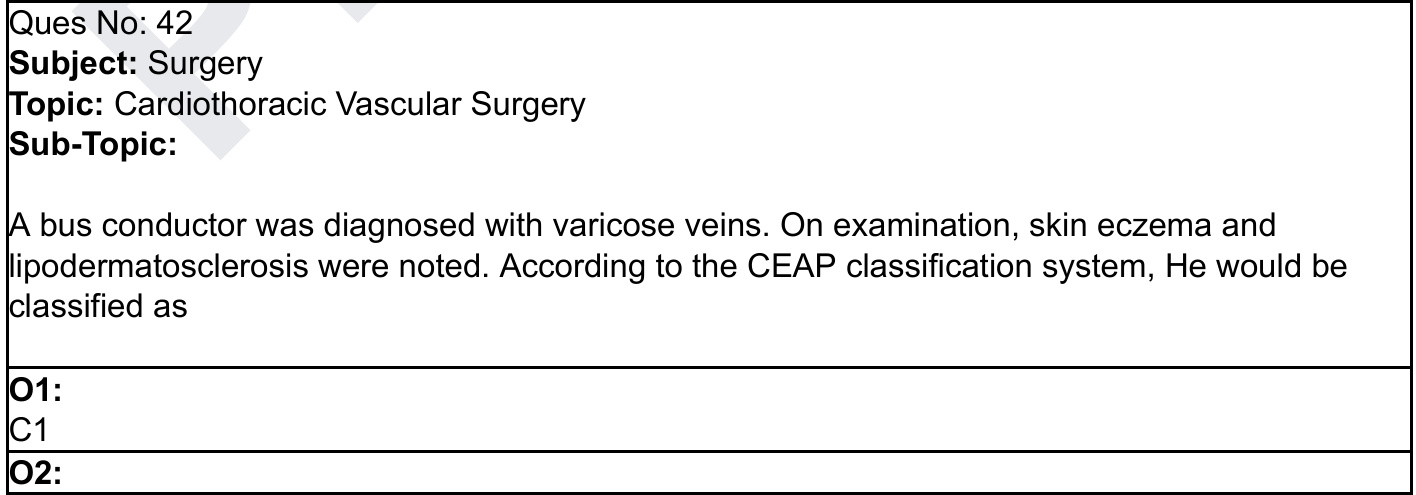 Ques No: 42
Subject: Surgery
Topic: Cardiothoracic Vascular Surgery
Sub-Topic:
A bus conductor was diagnosed with varicose veins. On examination, skin eczema and
lipodermatosclerosis were noted. According to the CEAP classification system, He would be
classified as
O1:
C1
O2: